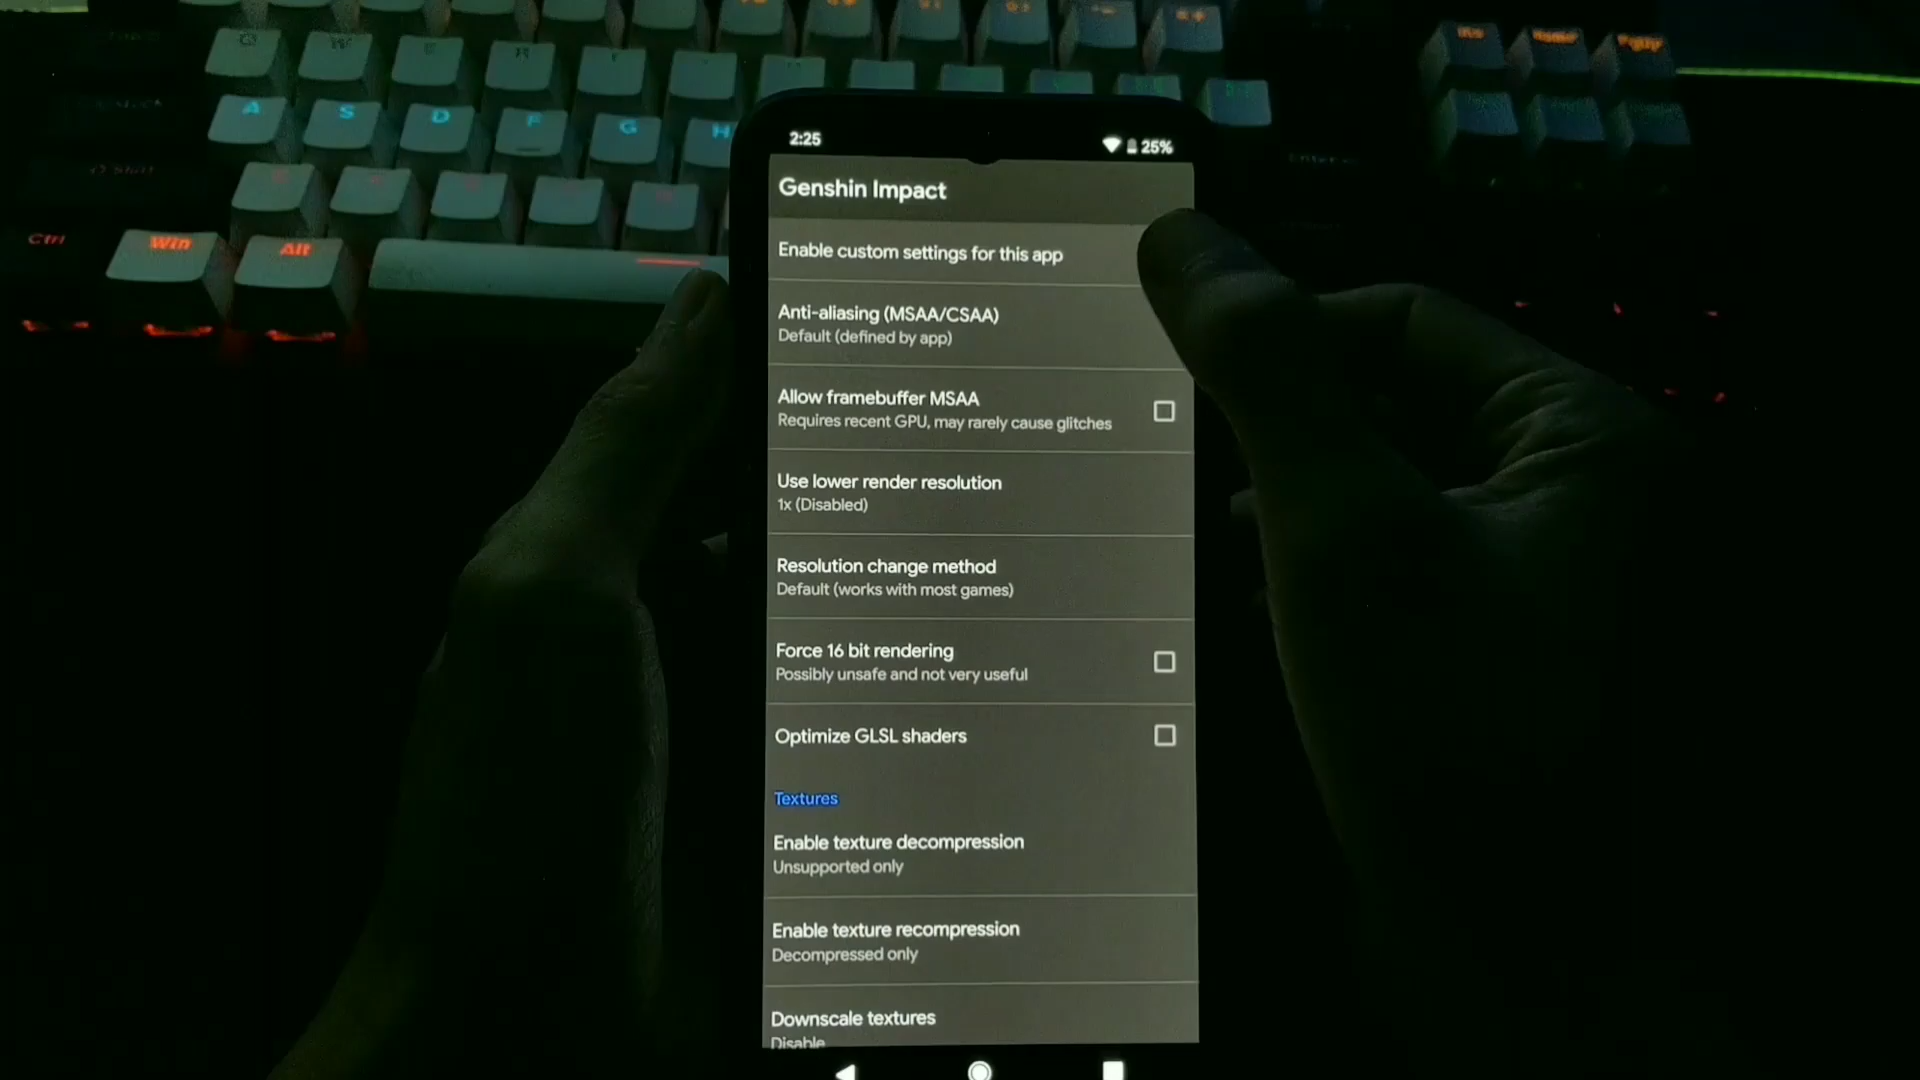 A S D F G H
Ctrl Win Alt
2:25 25%
Genshin Impact
Enable custom settings for this app
Anti-aliasing (MSAA/CSAA)
Default (defined by app)
Allow framebuffer MSAA
Requires recent GPU, may rarely cause glitches
Use lower render resolution
1x (Disabled)
Resolution change method
Default (works with most games)
Force 16 bit rendering
Possibly unsafe and not very useful
Optimize GLSL shaders
Textures
Enable texture decompression
Unsupported only
Enable texture recompression
Decompressed only
Downscale textures
Disable